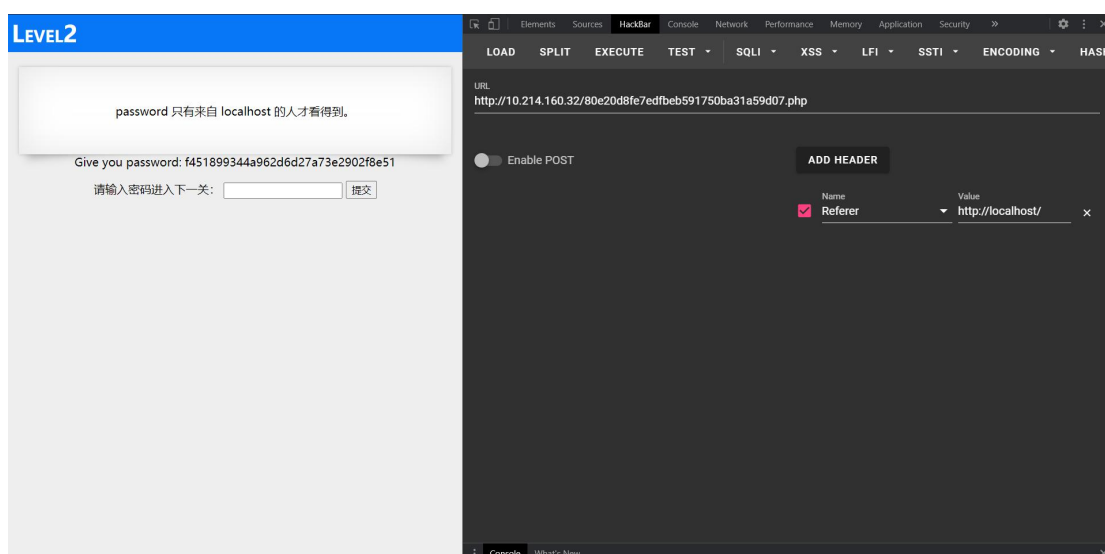 LEVEL2
password 只有来自 localhost 的人才看得到。
Give you password: f451899344a962d6d27a73e2902f8e51
请输入密码进入下一关： 提交
Elements Sources HackBar Console Network Performance Memory Application Security »
LOAD SPLIT EXECUTE TEST SQLI XSS LFI SSTI ENCODING HASH
URL
http://10.214.160.32/80e20d8fe7edfbeb591750ba31a59d07.php
Enable POST
ADD HEADER
Name Value
Referer http://localhost/
Console What's New